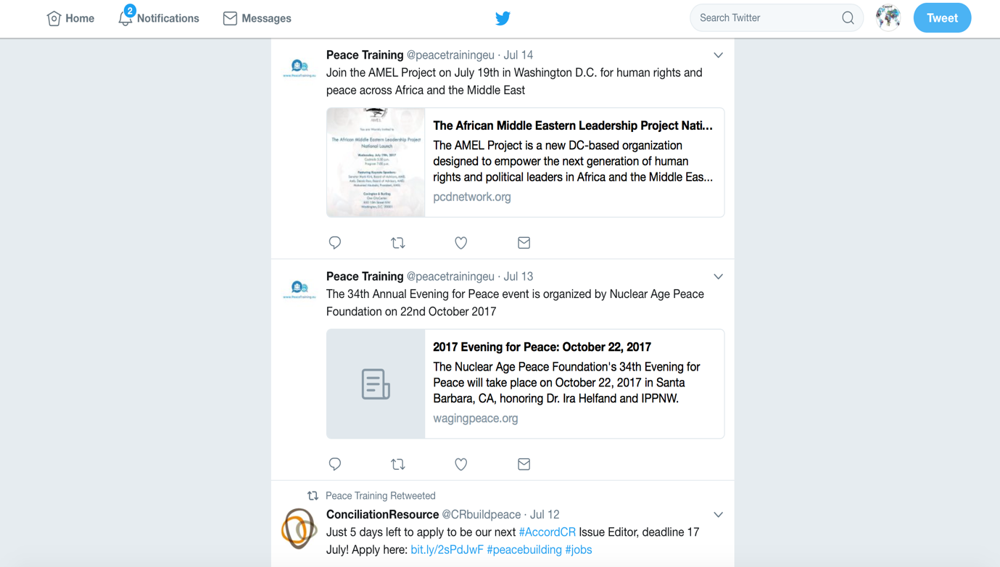 Home
2
Notifications
Messages
Search Twitter
Tweet
Peace Training @peacetrainingeu · Jul 14
www.PeaceTraining.eu
Join the AMEL Project on July 19th in Washington D.C. for human rights and
peace across Africa and the Middle East
AMEL
You are Warmly Invited to
The African Middle Eastern Leadership Project
National Launch
Wednesday, July 19th, 2017
The African Middle Eastern Leadership Project Nati...
The AMEL Project is a new DC-based organization
designed to empower the next generation of human
rights and political leaders in Africa and the Middle Eas...
pcdnetwork.org
Peace Training @peacetrainingeu · Jul 13
www.PeaceTraining.eu
The 34th Annual Evening for Peace event is organized by Nuclear Age Peace
Foundation on 22nd October 2017
2017 Evening for Peace: October 22, 2017
The Nuclear Age Peace Foundation's 34th Evening for
Peace will take place on October 22, 2017 in Santa
Barbara, CA, honoring Dr. Ira Helfand and IPPNW.
wagingpeace.org
Peace Training Retweeted
ConciliationResource @CRbuildpeace · Jul 12
Just 5 days left to apply to be our next #AccordCR Issue Editor, deadline 17
July! Apply here: bit.ly/2sPdJwF #peacebuilding #jobs